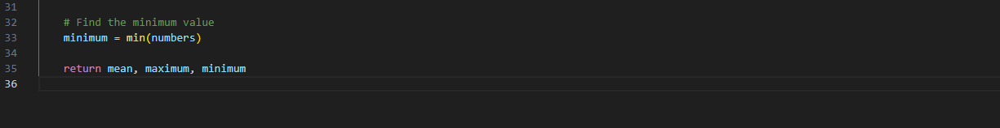 31
32 # Find the minimum value
33 minimum = min(numbers)
34
35 return mean, maximum, minimum
36